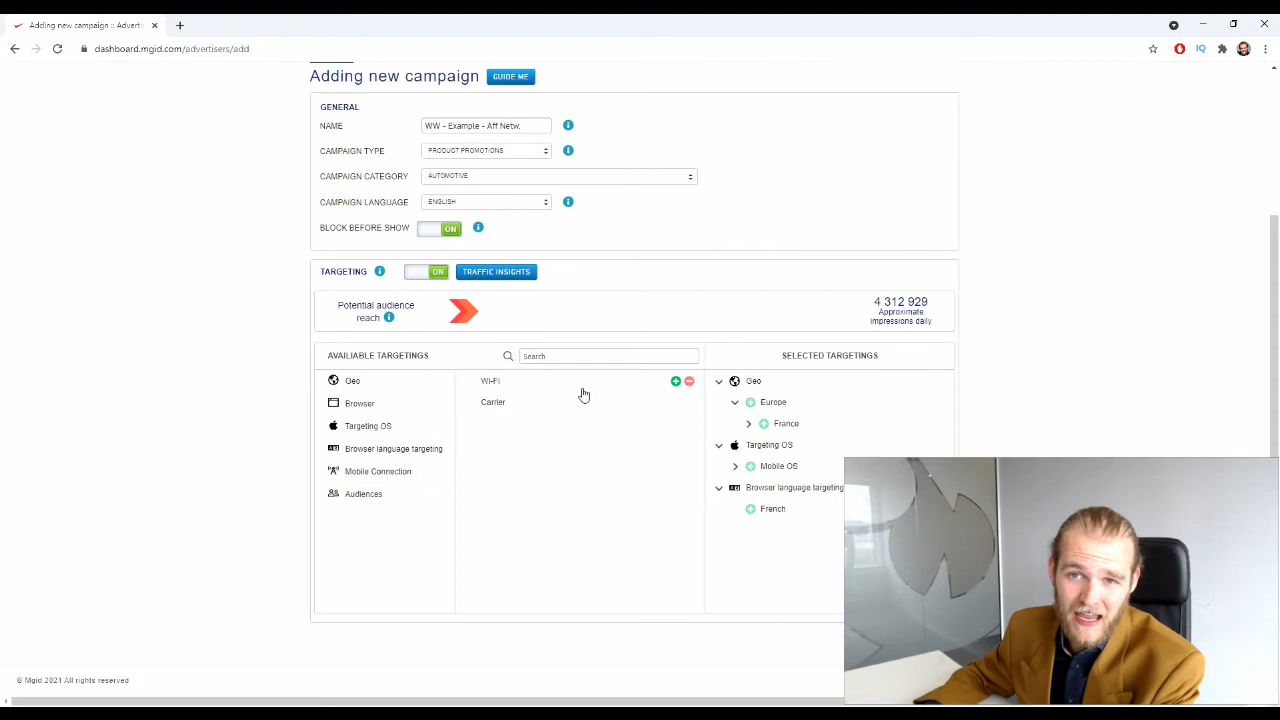 Adding new campaign :: Adverti
dashboard.mgid.com/advertisers/add
IQ
Adding new campaign GUIDE ME
GENERAL
NAME WW - Example - Aff Netw.
CAMPAIGN TYPE PRODUCT PROMOTIONS
CAMPAIGN CATEGORY AUTOMOTIVE
CAMPAIGN LANGUAGE ENGLISH
BLOCK BEFORE SHOW ON
TARGETING ON TRAFFIC INSIGHTS
Potential audience
reach
4 312 929
Approximate
impressions daily
AVAILIABLE TARGETINGS Search SELECTED TARGETINGS
Geo Wi-Fi Geo
Browser Carrier Europe
Targeting OS France
Browser language targeting Targeting OS
Mobile Connection Mobile OS
Audiences Browser language targeting
French
© Mgid 2021 All rights reserved